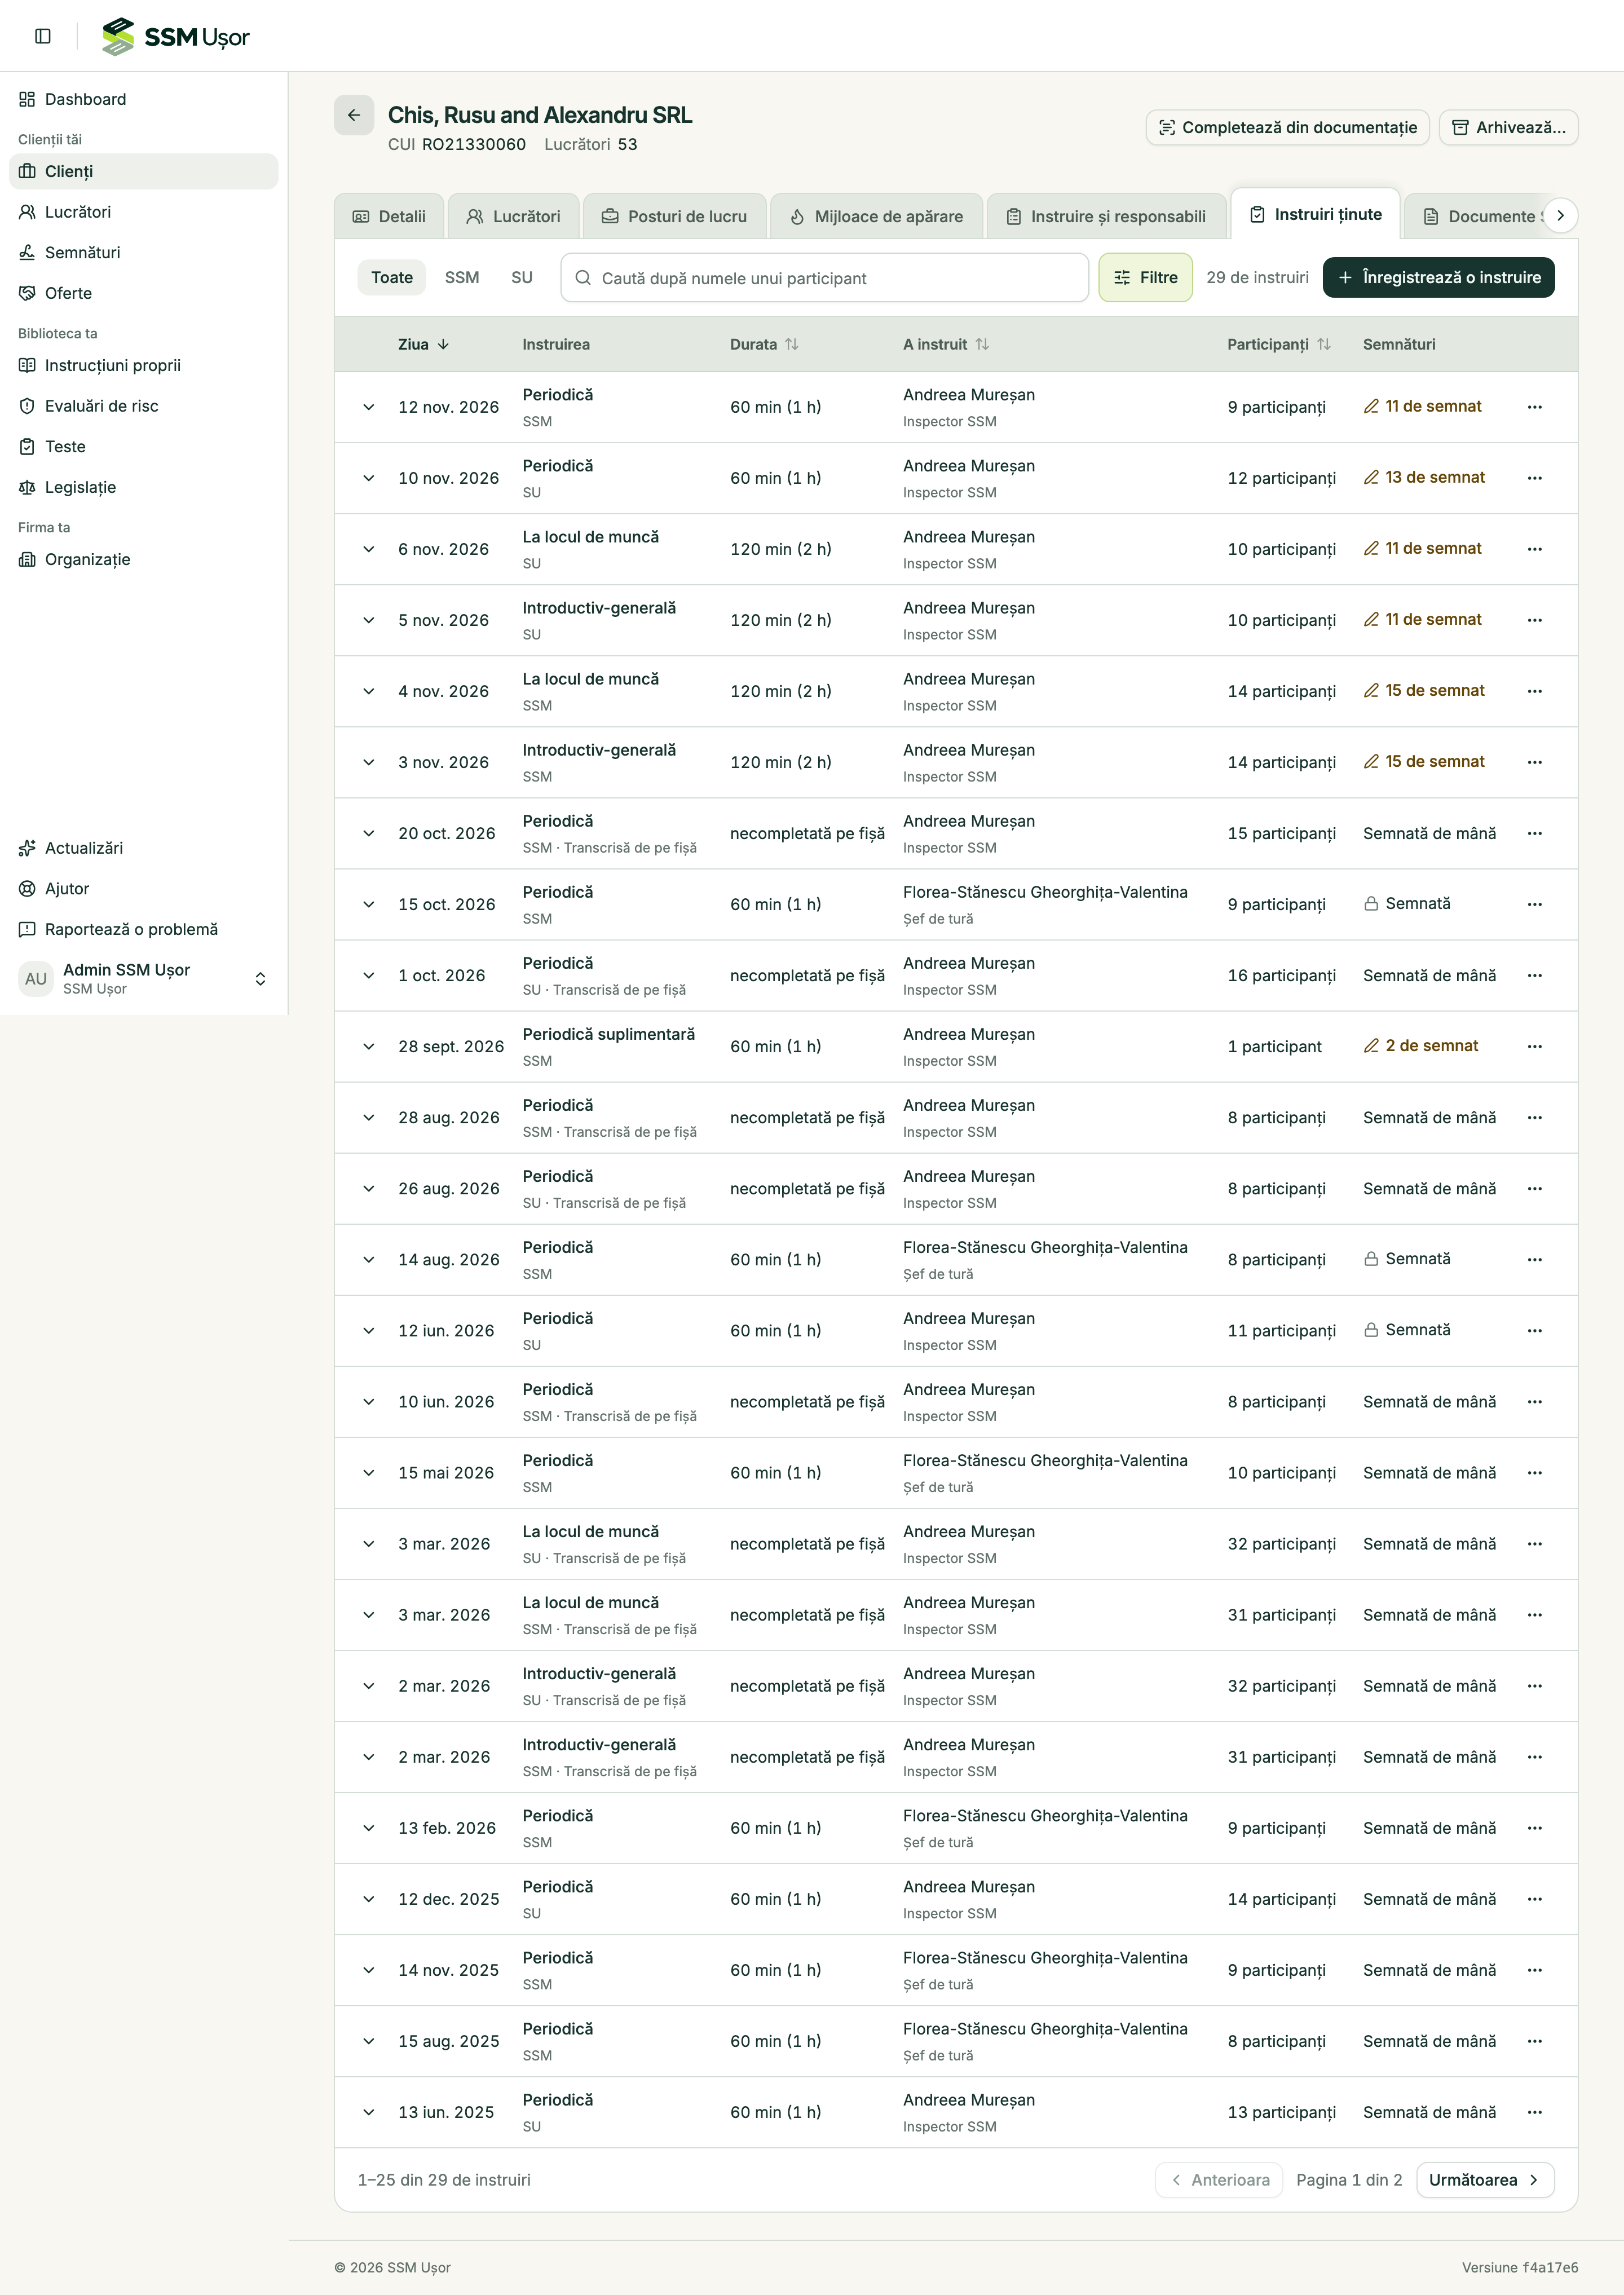 SSM Ușor
Dashboard
Clienții tăi
Clienți
Lucrători
Semnături
Oferte
Biblioteca ta
Instrucțiuni proprii
Evaluări de risc
Teste
Legislație
Firma ta
Organizație
Actualizări
Ajutor
Raportează o problemă
AU
Admin SSM Ușor
SSM Ușor
Chis, Rusu and Alexandru SRL
CUI RO21330060 Lucrători 53
Completează din documentație
Arhivează...
Detalii
Lucrători
Posturi de lucru
Mijloace de apărare
Instruire și responsabili
Instruiri ținute
Documente
Toate SSM SU
Caută după numele unui participant
Filtre
29 de instruiri
Înregistrează o instruire
Ziua Instruirea Durata A instruit Participanți Semnături
12 nov. 2026 Periodică 60 min (1 h) Andreea Mureșan 9 participanți 11 de semnat
SSM Inspector SSM
10 nov. 2026 Periodică 60 min (1 h) Andreea Mureșan 12 participanți 13 de semnat
SU Inspector SSM
6 nov. 2026 La locul de muncă 120 min (2 h) Andreea Mureșan 10 participanți 11 de semnat
SU Inspector SSM
5 nov. 2026 Introductiv-generală 120 min (2 h) Andreea Mureșan 10 participanți 11 de semnat
SU Inspector SSM
4 nov. 2026 La locul de muncă 120 min (2 h) Andreea Mureșan 14 participanți 15 de semnat
SSM Inspector SSM
3 nov. 2026 Introductiv-generală 120 min (2 h) Andreea Mureșan 14 participanți 15 de semnat
SSM Inspector SSM
20 oct. 2026 Periodică necompletată pe fișă Andreea Mureșan 15 participanți Semnată de mână
SSM · Transcrisă de pe fișă Inspector SSM
15 oct. 2026 Periodică 60 min (1 h) Florea-Stănescu Gheorghița-Valentina 9 participanți Semnată
SSM Șef de tură
1 oct. 2026 Periodică necompletată pe fișă Andreea Mureșan 16 participanți Semnată de mână
SU · Transcrisă de pe fișă Inspector SSM
28 sept. 2026 Periodică suplimentară 60 min (1 h) Andreea Mureșan 1 participant 2 de semnat
SSM Inspector SSM
28 aug. 2026 Periodică necompletată pe fișă Andreea Mureșan 8 participanți Semnată de mână
SSM · Transcrisă de pe fișă Inspector SSM
26 aug. 2026 Periodică necompletată pe fișă Andreea Mureșan 8 participanți Semnată de mână
SU · Transcrisă de pe fișă Inspector SSM
14 aug. 2026 Periodică 60 min (1 h) Florea-Stănescu Gheorghița-Valentina 8 participanți Semnată
SSM Șef de tură
12 iun. 2026 Periodică 60 min (1 h) Andreea Mureșan 11 participanți Semnată
SU Inspector SSM
10 iun. 2026 Periodică necompletată pe fișă Andreea Mureșan 8 participanți Semnată de mână
SSM · Transcrisă de pe fișă Inspector SSM
15 mai 2026 Periodică 60 min (1 h) Florea-Stănescu Gheorghița-Valentina 10 participanți Semnată de mână
SSM Șef de tură
3 mar. 2026 La locul de muncă necompletată pe fișă Andreea Mureșan 32 participanți Semnată de mână
SU · Transcrisă de pe fișă Inspector SSM
3 mar. 2026 La locul de muncă necompletată pe fișă Andreea Mureșan 31 participanți Semnată de mână
SSM · Transcrisă de pe fișă Inspector SSM
2 mar. 2026 Introductiv-generală necompletată pe fișă Andreea Mureșan 32 participanți Semnată de mână
SU · Transcrisă de pe fișă Inspector SSM
2 mar. 2026 Introductiv-generală necompletată pe fișă Andreea Mureșan 31 participanți Semnată de mână
SSM · Transcrisă de pe fișă Inspector SSM
13 feb. 2026 Periodică 60 min (1 h) Florea-Stănescu Gheorghița-Valentina 9 participanți Semnată de mână
SSM Șef de tură
12 dec. 2025 Periodică 60 min (1 h) Andreea Mureșan 14 participanți Semnată de mână
SU Inspector SSM
14 nov. 2025 Periodică 60 min (1 h) Florea-Stănescu Gheorghița-Valentina 9 participanți Semnată de mână
SSM Șef de tură
15 aug. 2025 Periodică 60 min (1 h) Florea-Stănescu Gheorghița-Valentina 8 participanți Semnată de mână
SSM Șef de tură
13 iun. 2025 Periodică 60 min (1 h) Andreea Mureșan 13 participanți Semnată de mână
SU Inspector SSM
1–25 din 29 de instruiri
Anterioara Pagina 1 din 2 Următoarea
© 2026 SSM Ușor
Versiune f4a17e6